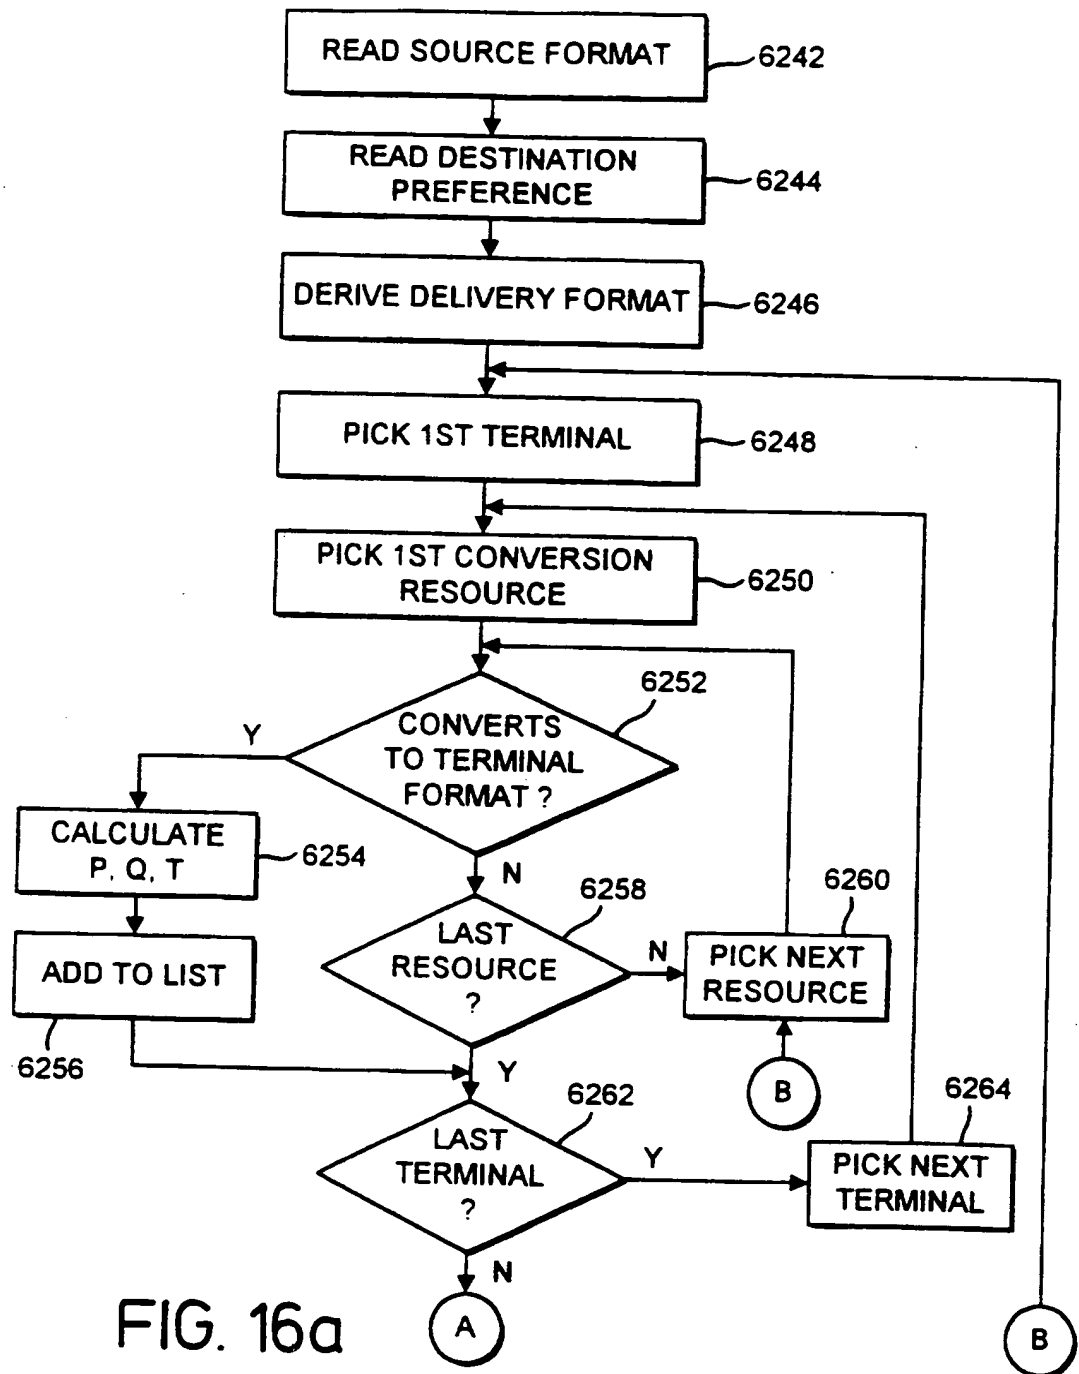 READ SOURCE FORMAT
6242
READ DESTINATION
PREFERENCE
6244
DERIVE DELIVERY FORMAT
6246
PICK 1ST TERMINAL
6248
PICK 1ST CONVERSION
RESOURCE
6250
6252
CONVERTS
TO TERMINAL
FORMAT ?
Y
CALCULATE
P, Q, T
6254
N
6258
6260
LAST
RESOURCE
?
N
PICK NEXT
RESOURCE
ADD TO LIST
6256
Y
B
6262
6264
LAST
TERMINAL
?
Y
PICK NEXT
TERMINAL
N
A
B
FIG. 16a